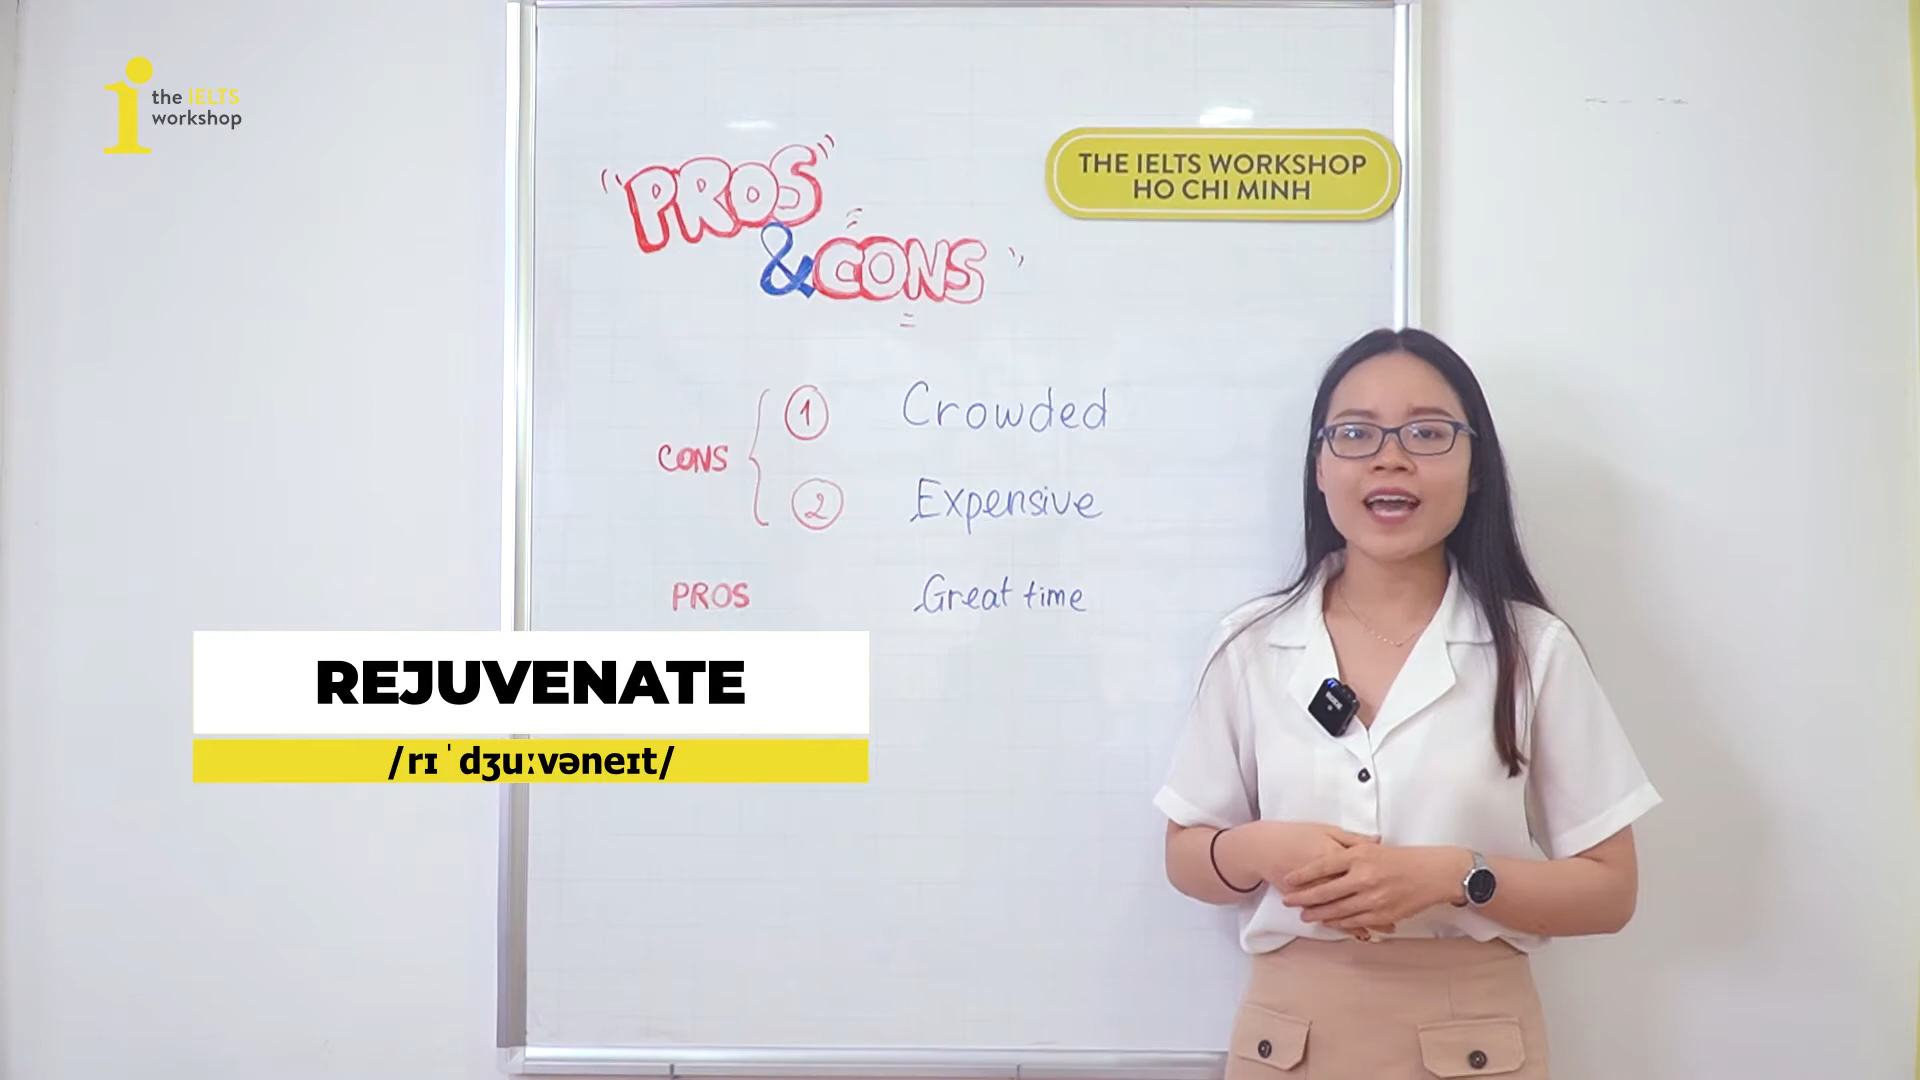 the IELTS
workshop
THE IELTS WORKSHOP
HO CHI MINH
"PROS
& CONS"
CONS
1 Crowded
2 Expensive
PROS Great time
REJUVENATE
/rɪˈdʒuːvəneɪt/